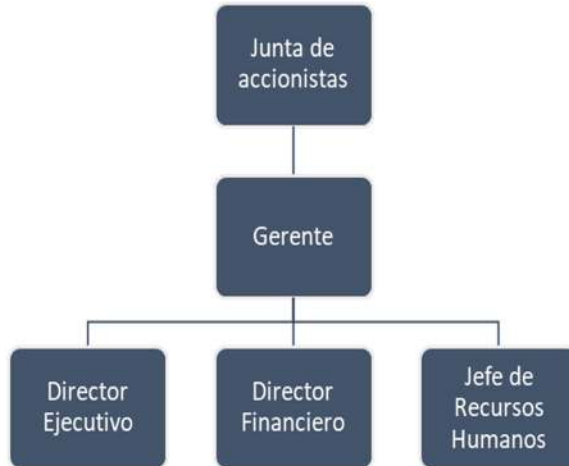 Junta de
accionistas
Gerente
Director
Ejecutivo
Director
Financiero
Jefe de
Recursos
Humanos